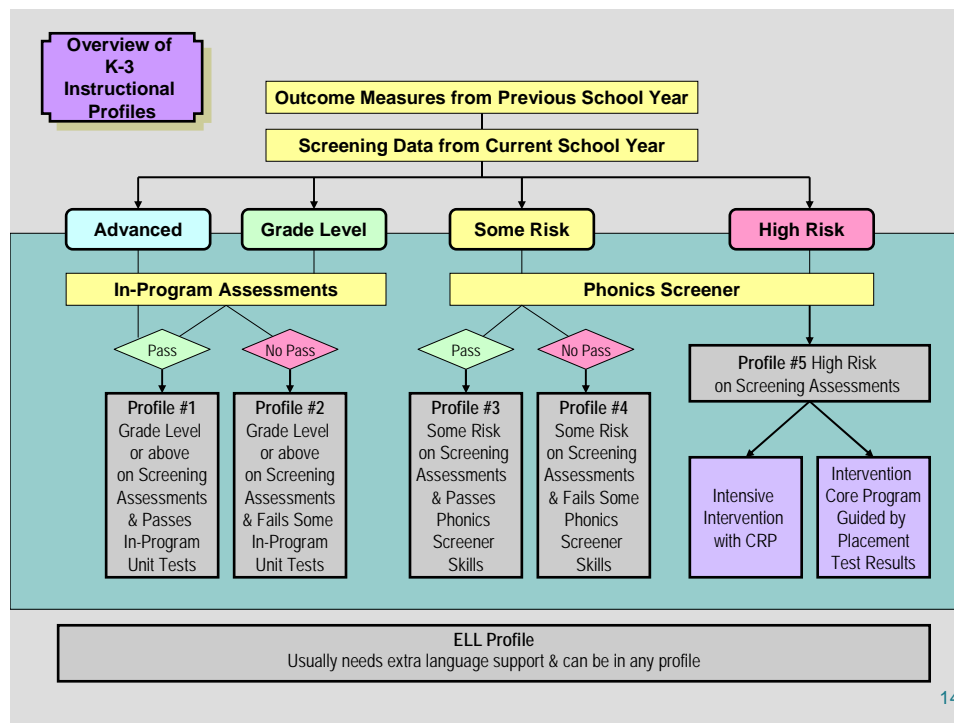 Overview of
K-3
Instructional
Profiles
Outcome Measures from Previous School Year
Screening Data from Current School Year
Advanced
Grade Level
Some Risk
High Risk
In-Program Assessments
Phonics Screener
Pass
No Pass
Pass
No Pass
Profile #1
Grade Level
or above
on Screening
Assessments
& Passes
In-Program
Unit Tests
Profile #2
Grade Level
or above
on Screening
Assessments
& Fails Some
In-Program
Unit Tests
Profile #3
Some Risk
on Screening
Assessments
& Passes
Phonics
Screener
Skills
Profile #4
Some Risk
on Screening
Assessments
& Fails Some
Phonics
Screener
Skills
Profile #5 High Risk
on Screening Assessments
Intensive
Intervention
with CRP
Intervention
Core Program
Guided by
Placement
Test Results
ELL Profile
Usually needs extra language support & can be in any profile
14